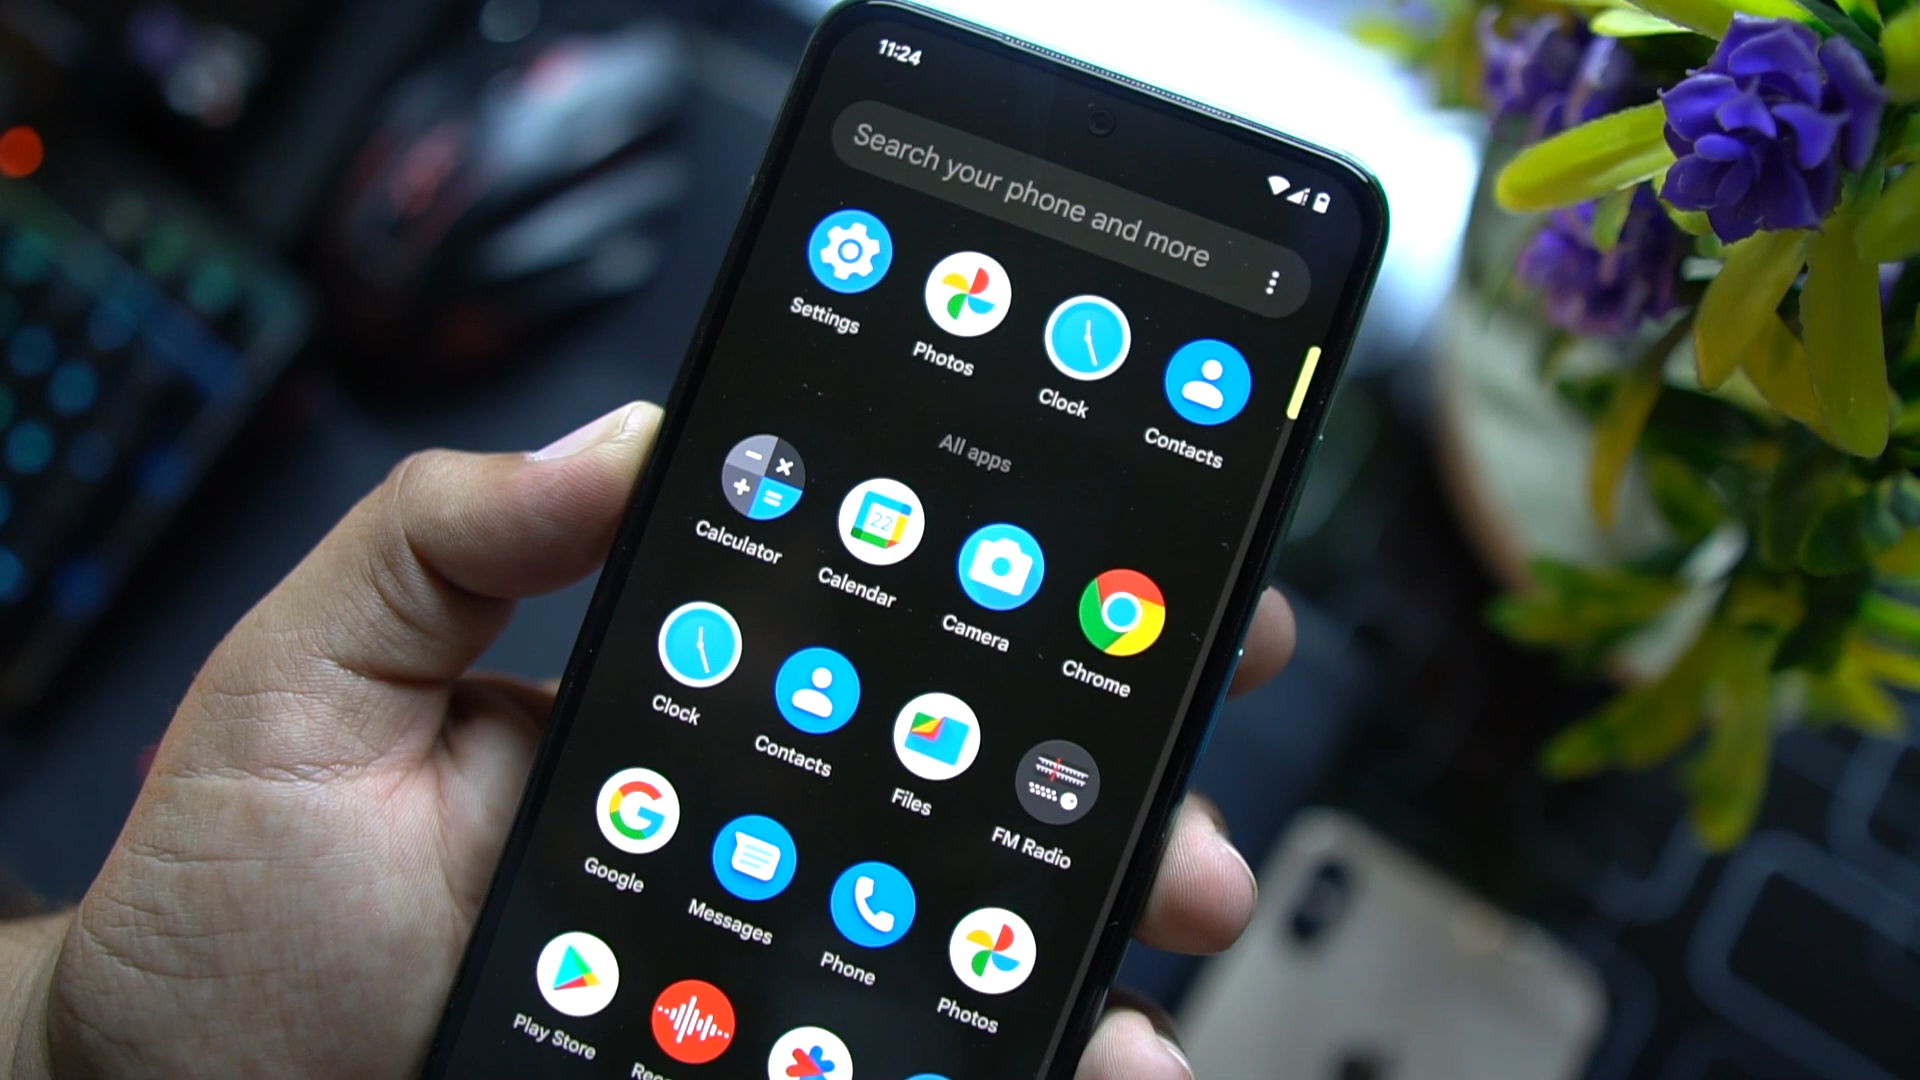 11:24
Search your phone and more
Settings
Photos
Clock
Contacts
All apps
Calculator
22
Calendar
Camera
Chrome
Clock
Contacts
Files
FM Radio
Google
Messages
Phone
Photos
Play Store